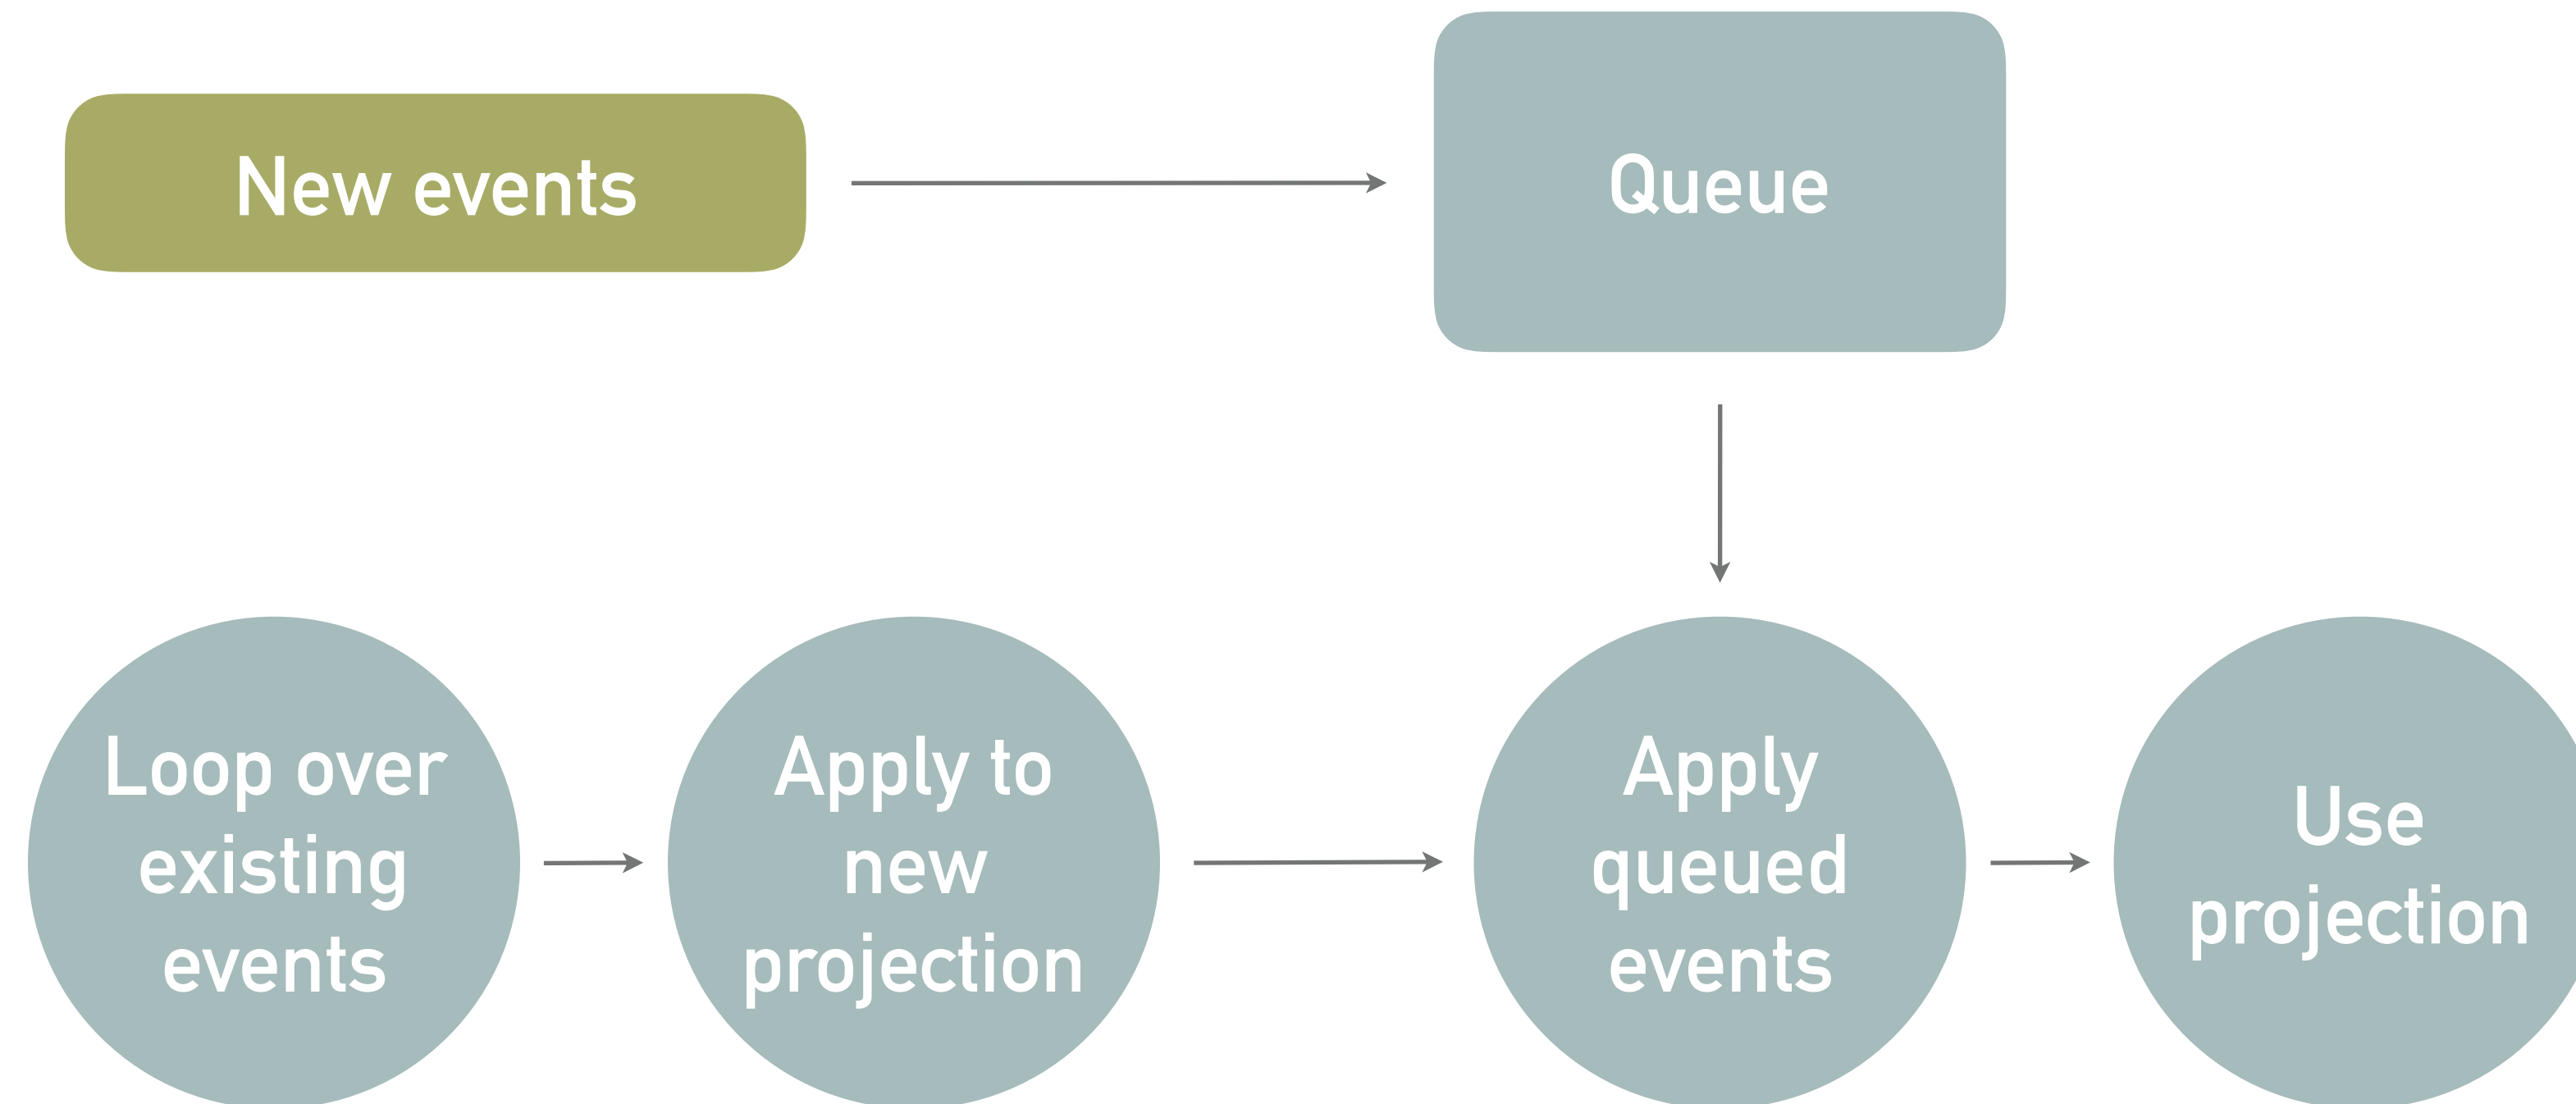 New events
Queue
Loop over
existing
events
Apply to
new
projection
Apply
queued
events
Use
projection